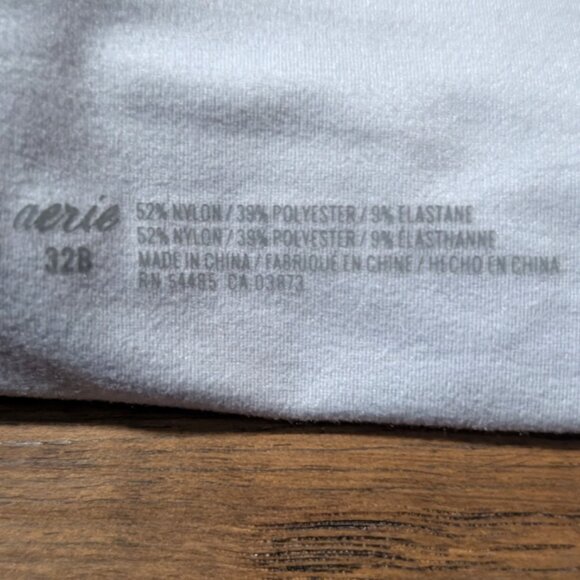 aerie
32B
52% NYLON / 39% POLYESTER / 9% ELASTANE
52% NYLON / 39% POLYESTER / 9% ÉLASTHANNE
MADE IN CHINA / FABRIQUÉ EN CHINE / HECHO EN CHINA
RN 54485 CA 03873